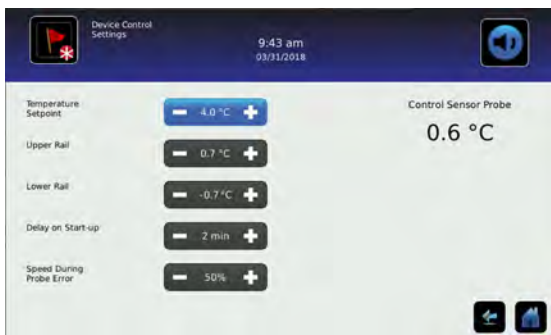 Device Control
Settings
9:43 am
03/31/2018
Temperature
Setpoint
4.0 °C
Control Sensor Probe
0.6 °C
Upper Rail
0.7 °C
Lower Rail
-0.7 °C
Delay on Start-up
2 min
Speed During
Probe Error
50%